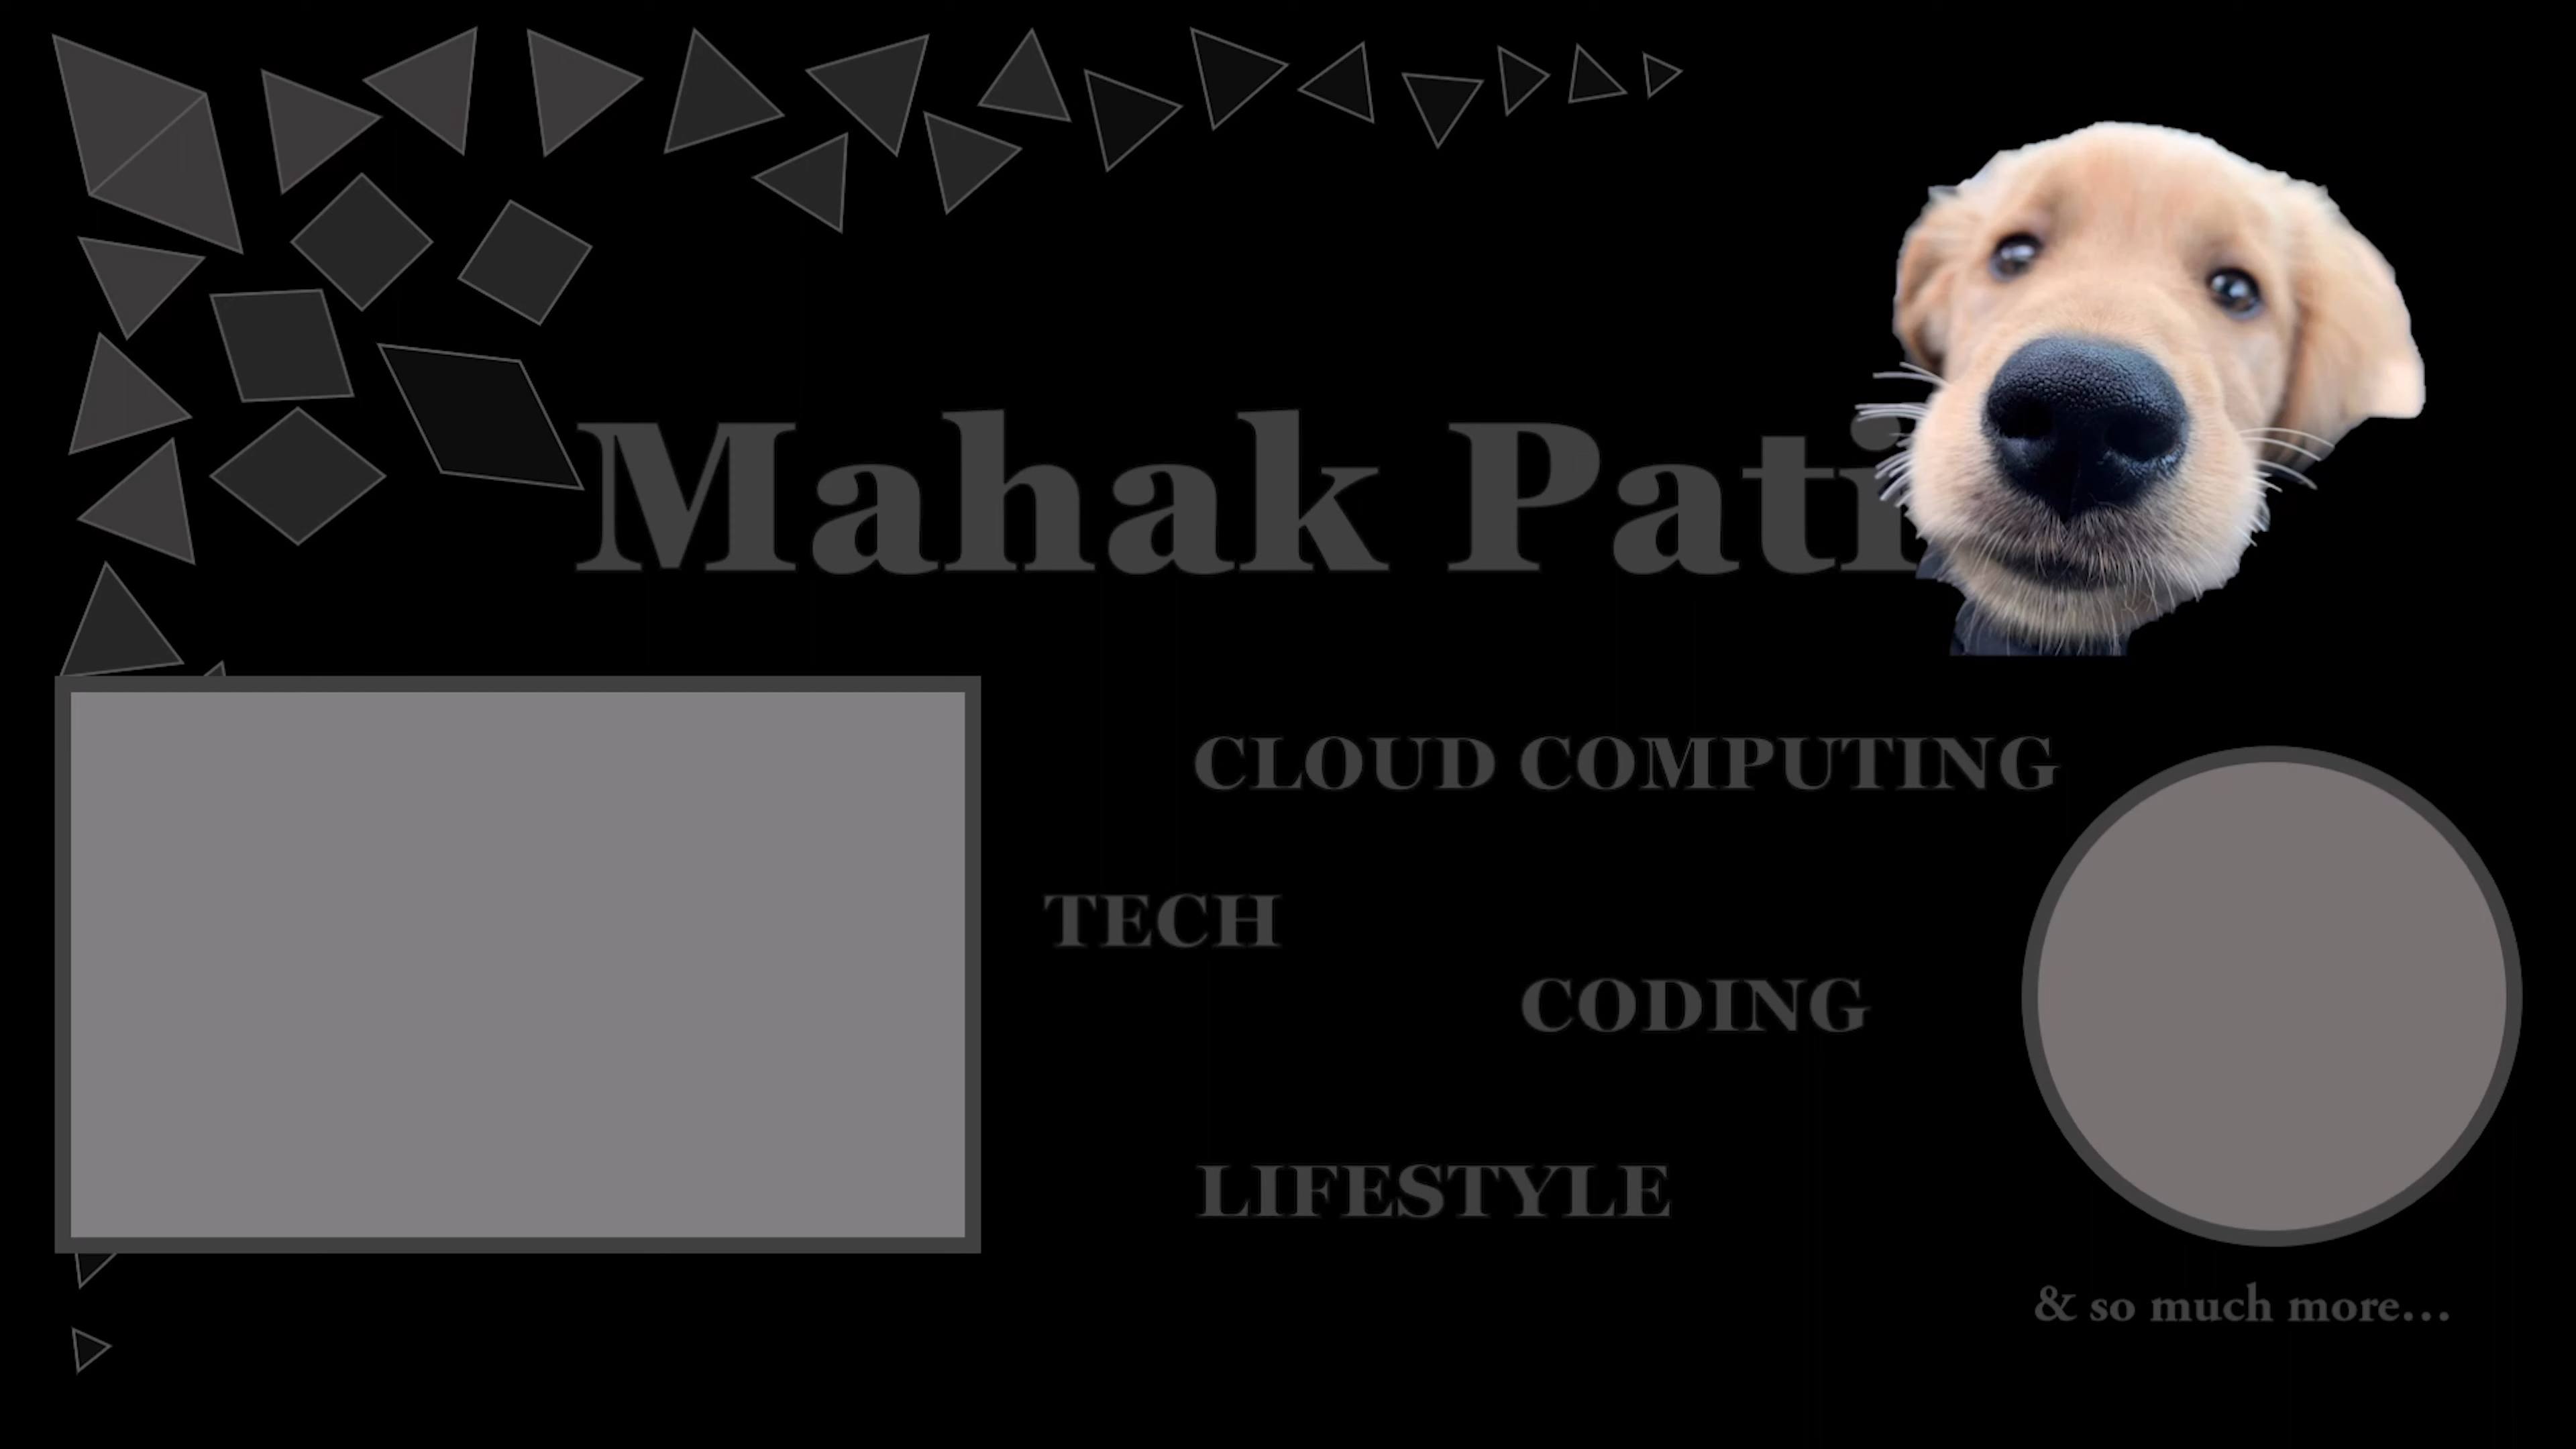 Mahak Pati
CLOUD COMPUTING
TECH
CODING
LIFESTYLE
& so much more...